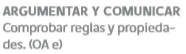 ARGUMENTAR Y COMUNICAR
Comprobar reglas y propieda-
des. (OA e)